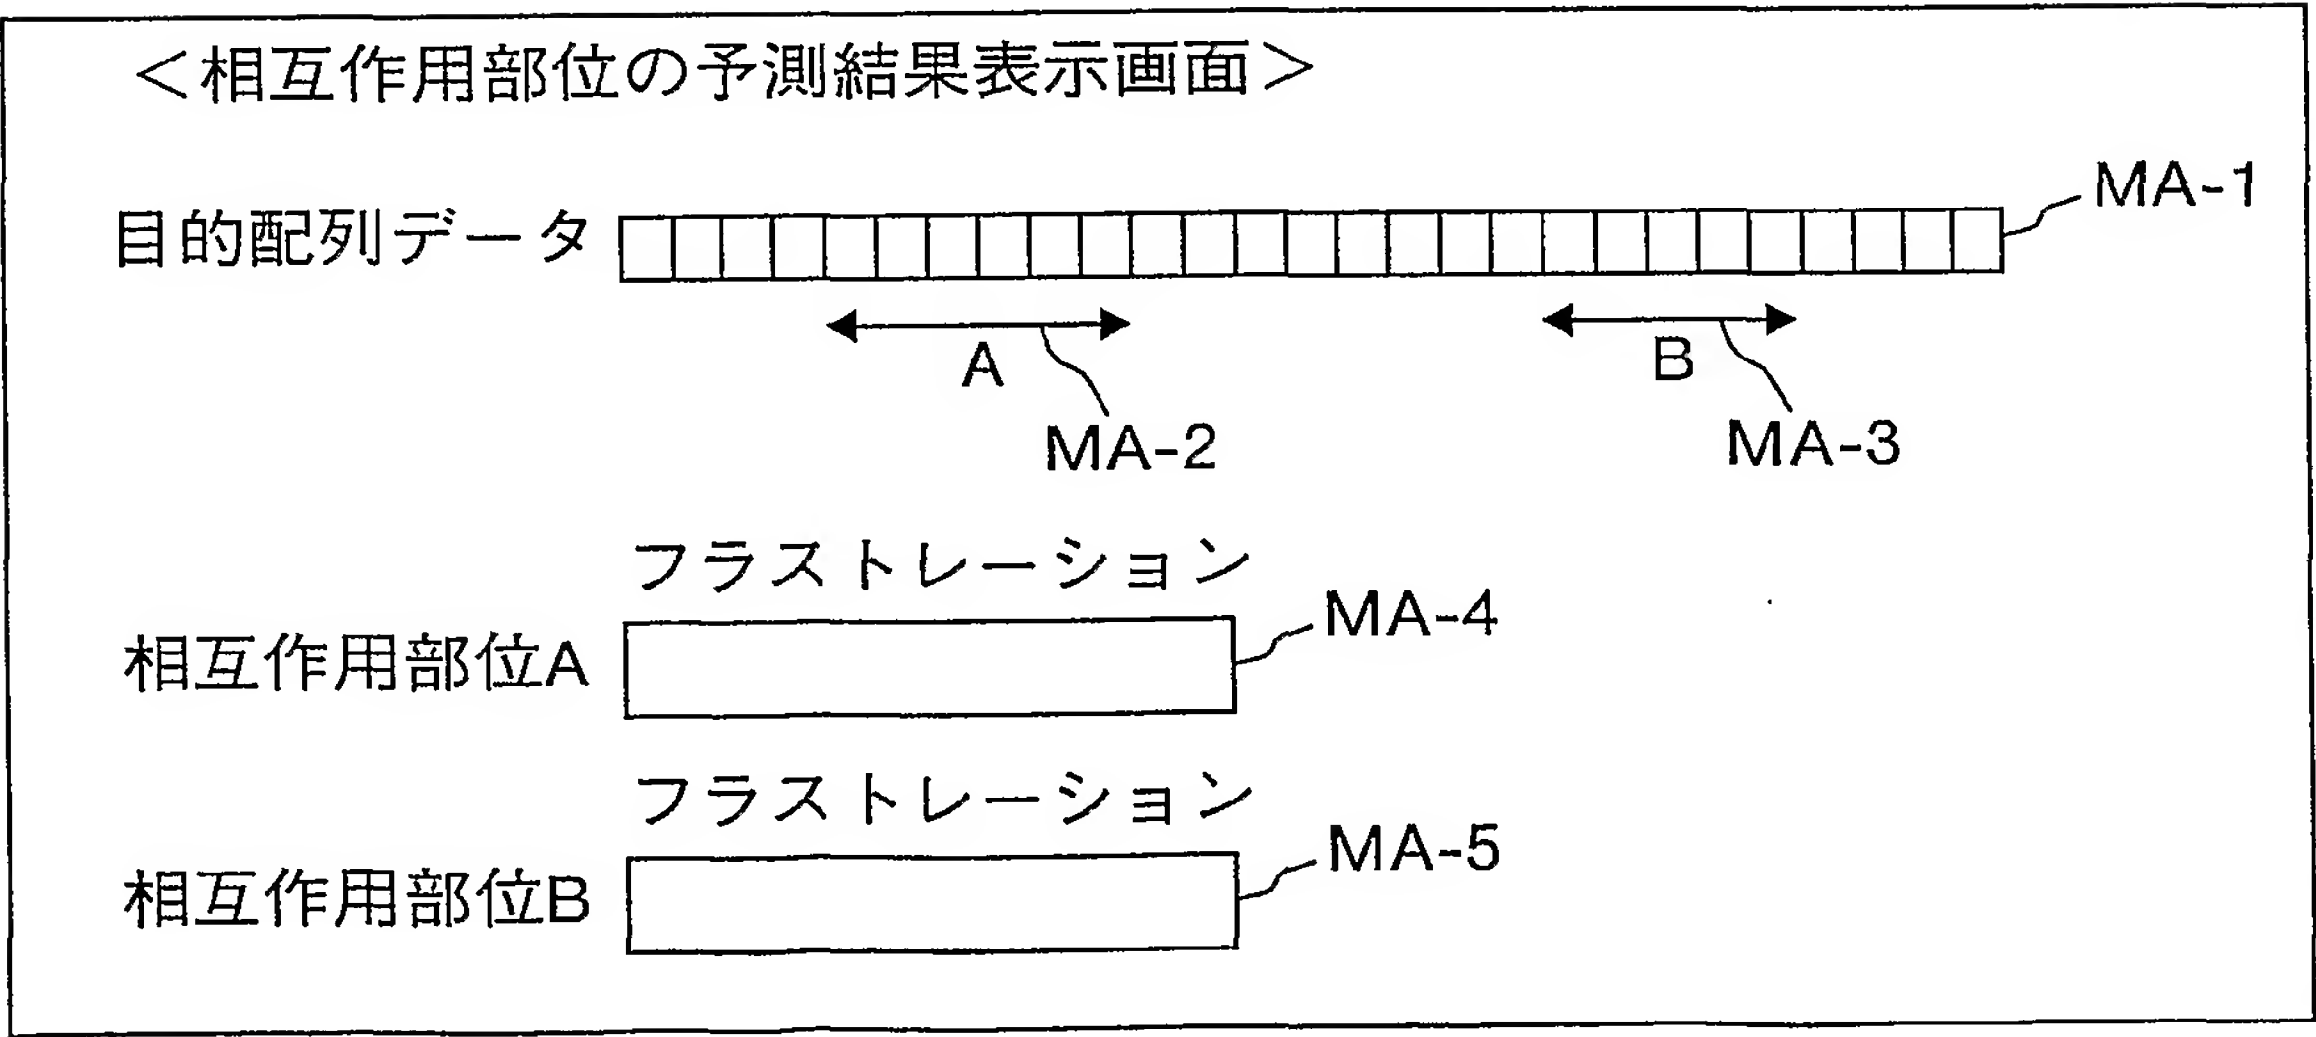 ＜相互作用部位の予測結果表示画面＞
目的配列データ
MA-1
A
B
MA-2
MA-3
フラストレーション
相互作用部位A
MA-4
フラストレーション
相互作用部位B
MA-5